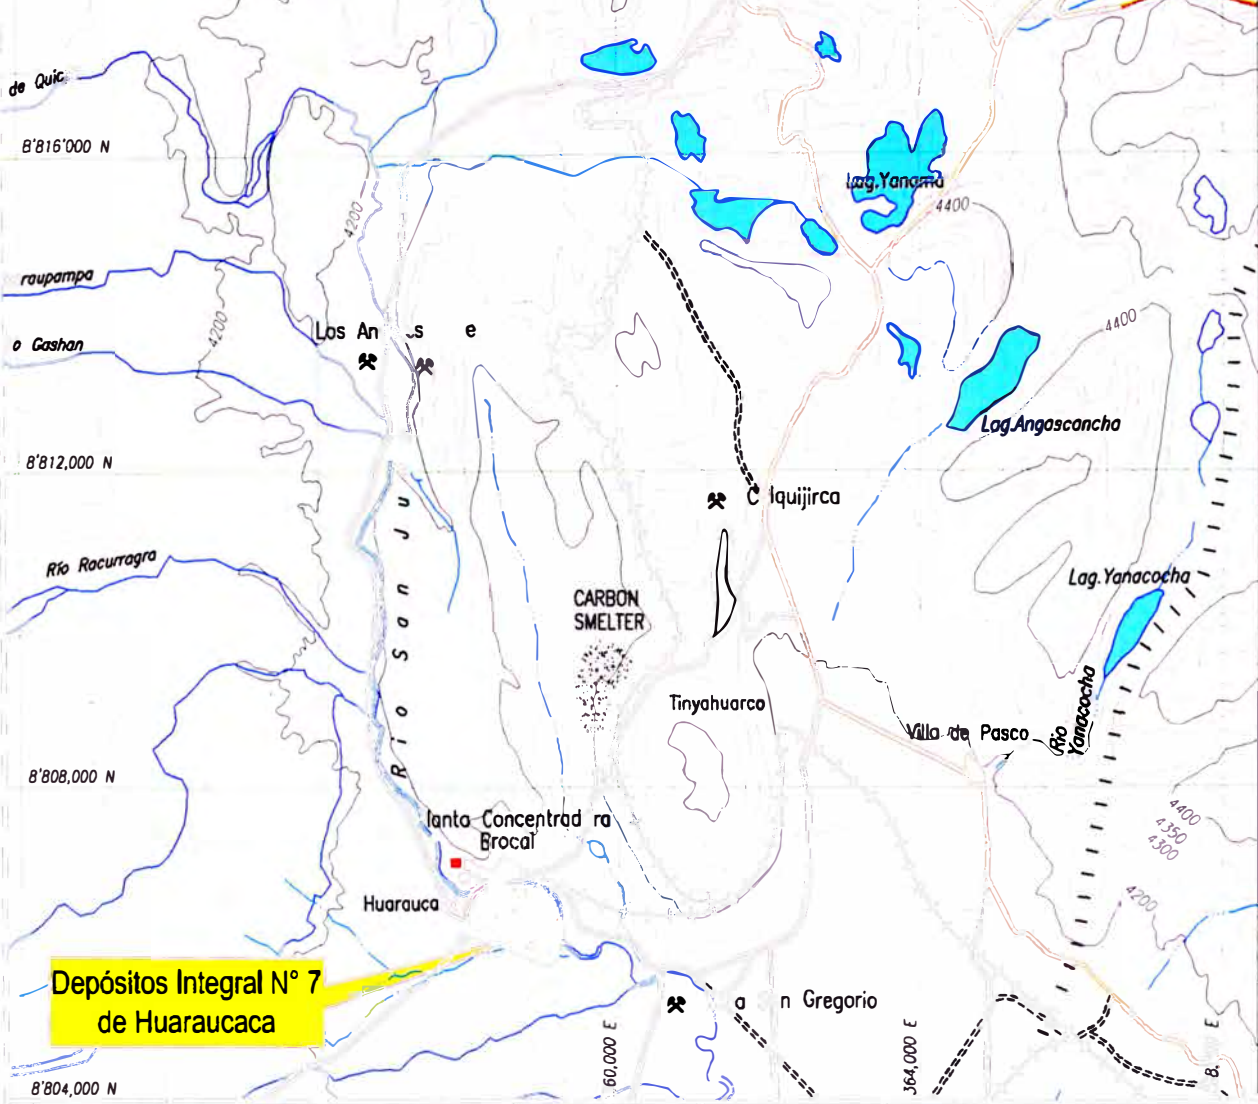 de Quic
8'816'000 N
Lag.Yanama
4400
4200
raupampa
4200
Los An s e
4400
o Gashan
Lag.Angascancha
8'812,000 N
C lquijirca
Río San Ju
Río Racurragra
Lag.Yanacocha
CARBON
SMELTER
Tinyahuarco
Villa de Pasco
Río
Yanacocha
8'808,000 N
lanta Concentrad ra
Brocal
4400
4350
4300
4200
Huarauca
Depósitos Integral N° 7
de Huaraucaca
a n Gregorio
60,000 E
364,000 E
8'804,000 N